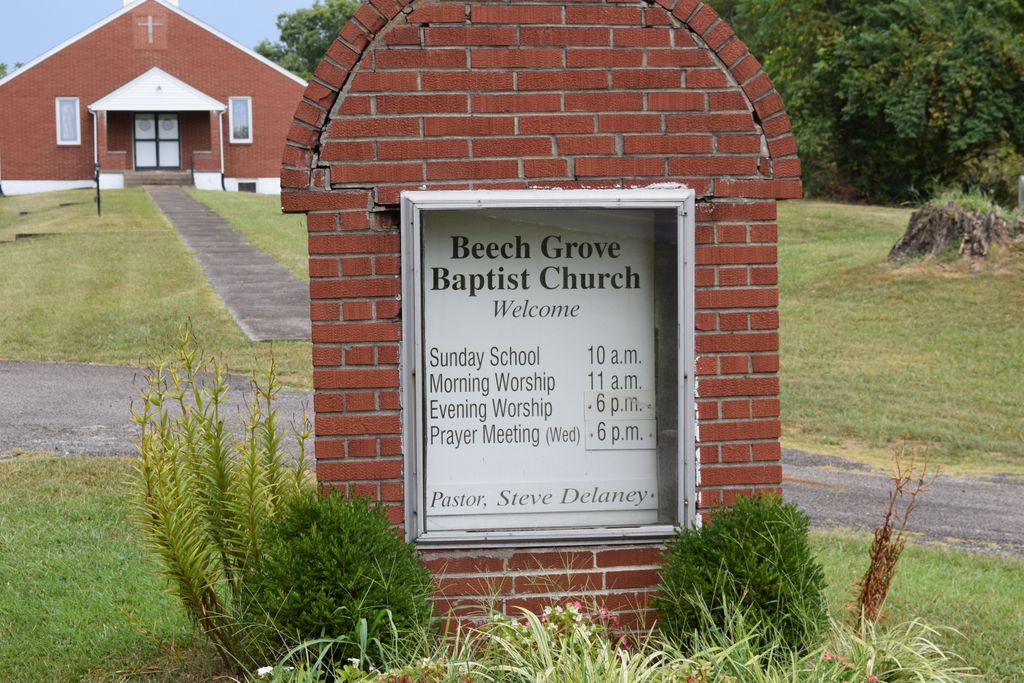 Beech Grove
Baptist Church
Welcome
Sunday School 10 a.m.
Morning Worship 11 a.m.
Evening Worship 6 p.m.
Prayer Meeting (Wed) 6 p.m.
Pastor, Steve Delaney